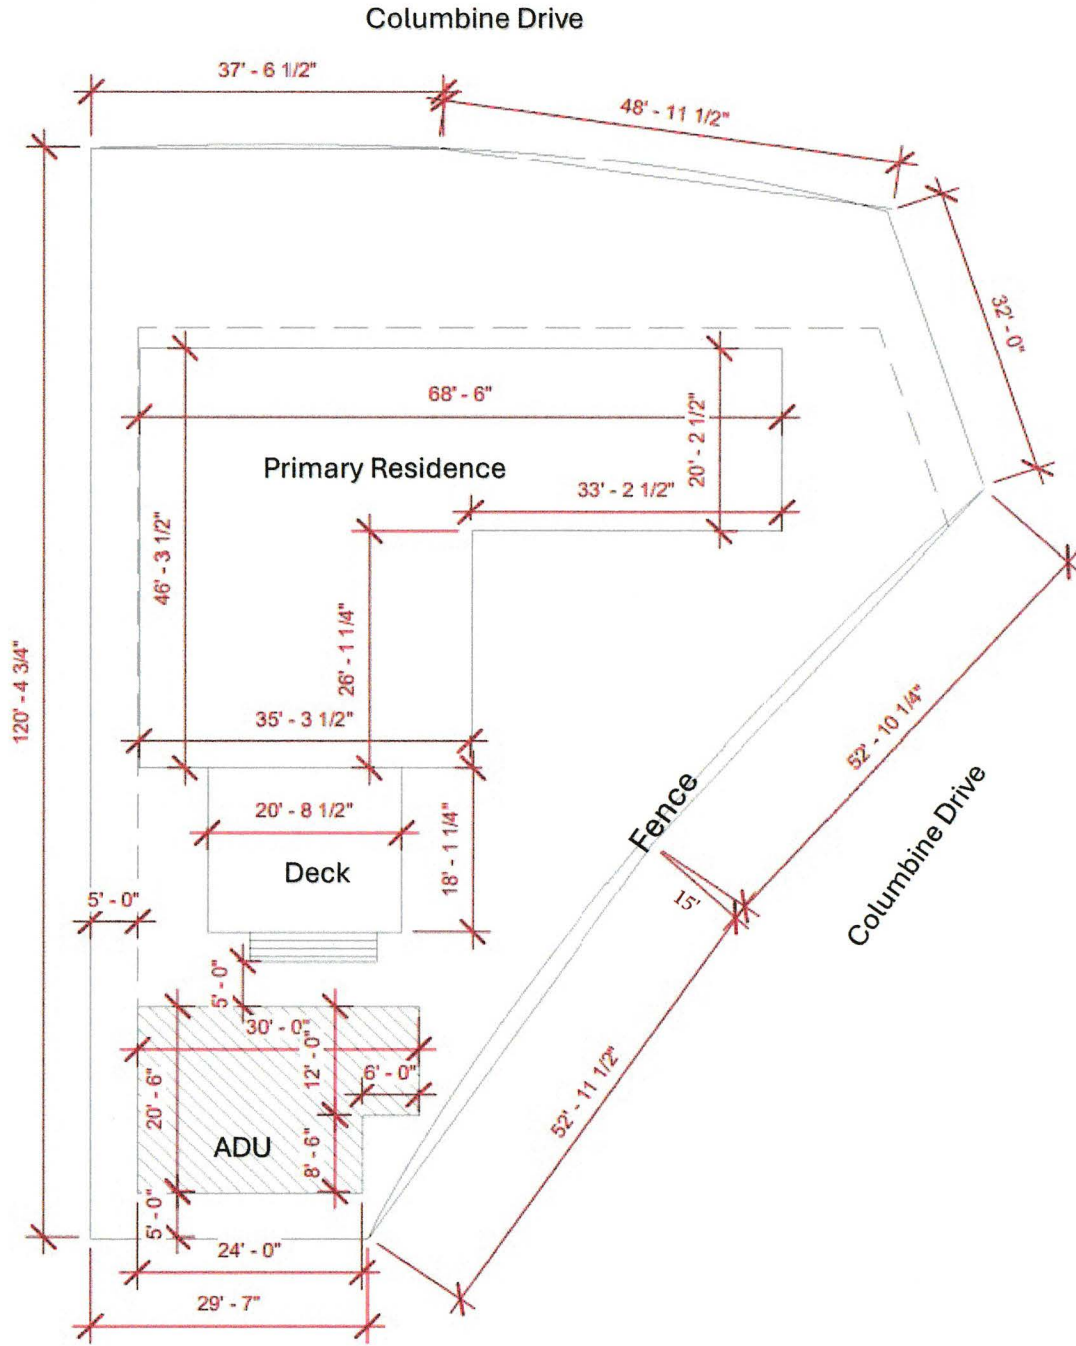 Columbine Drive
37' - 6 1/2"
48' - 11 1/2"
32' - 0"
68' - 6"
20' - 2 1/2"
Primary Residence
33' - 2 1/2"
46' - 3 1/2"
26' - 1 1/4"
120' - 4 3/4"
35' - 3 1/2"
52' - 10 1/4"
Fence
20' - 8 1/2"
18' - 1 1/4"
Columbine Drive
Deck
15'
5' - 0"
5' - 0"
30' - 0"
12' - 0"
6' - 0"
20' - 6"
52' - 11 1/2"
ADU
8' - 6"
5' - 0"
24' - 0"
29' - 7"